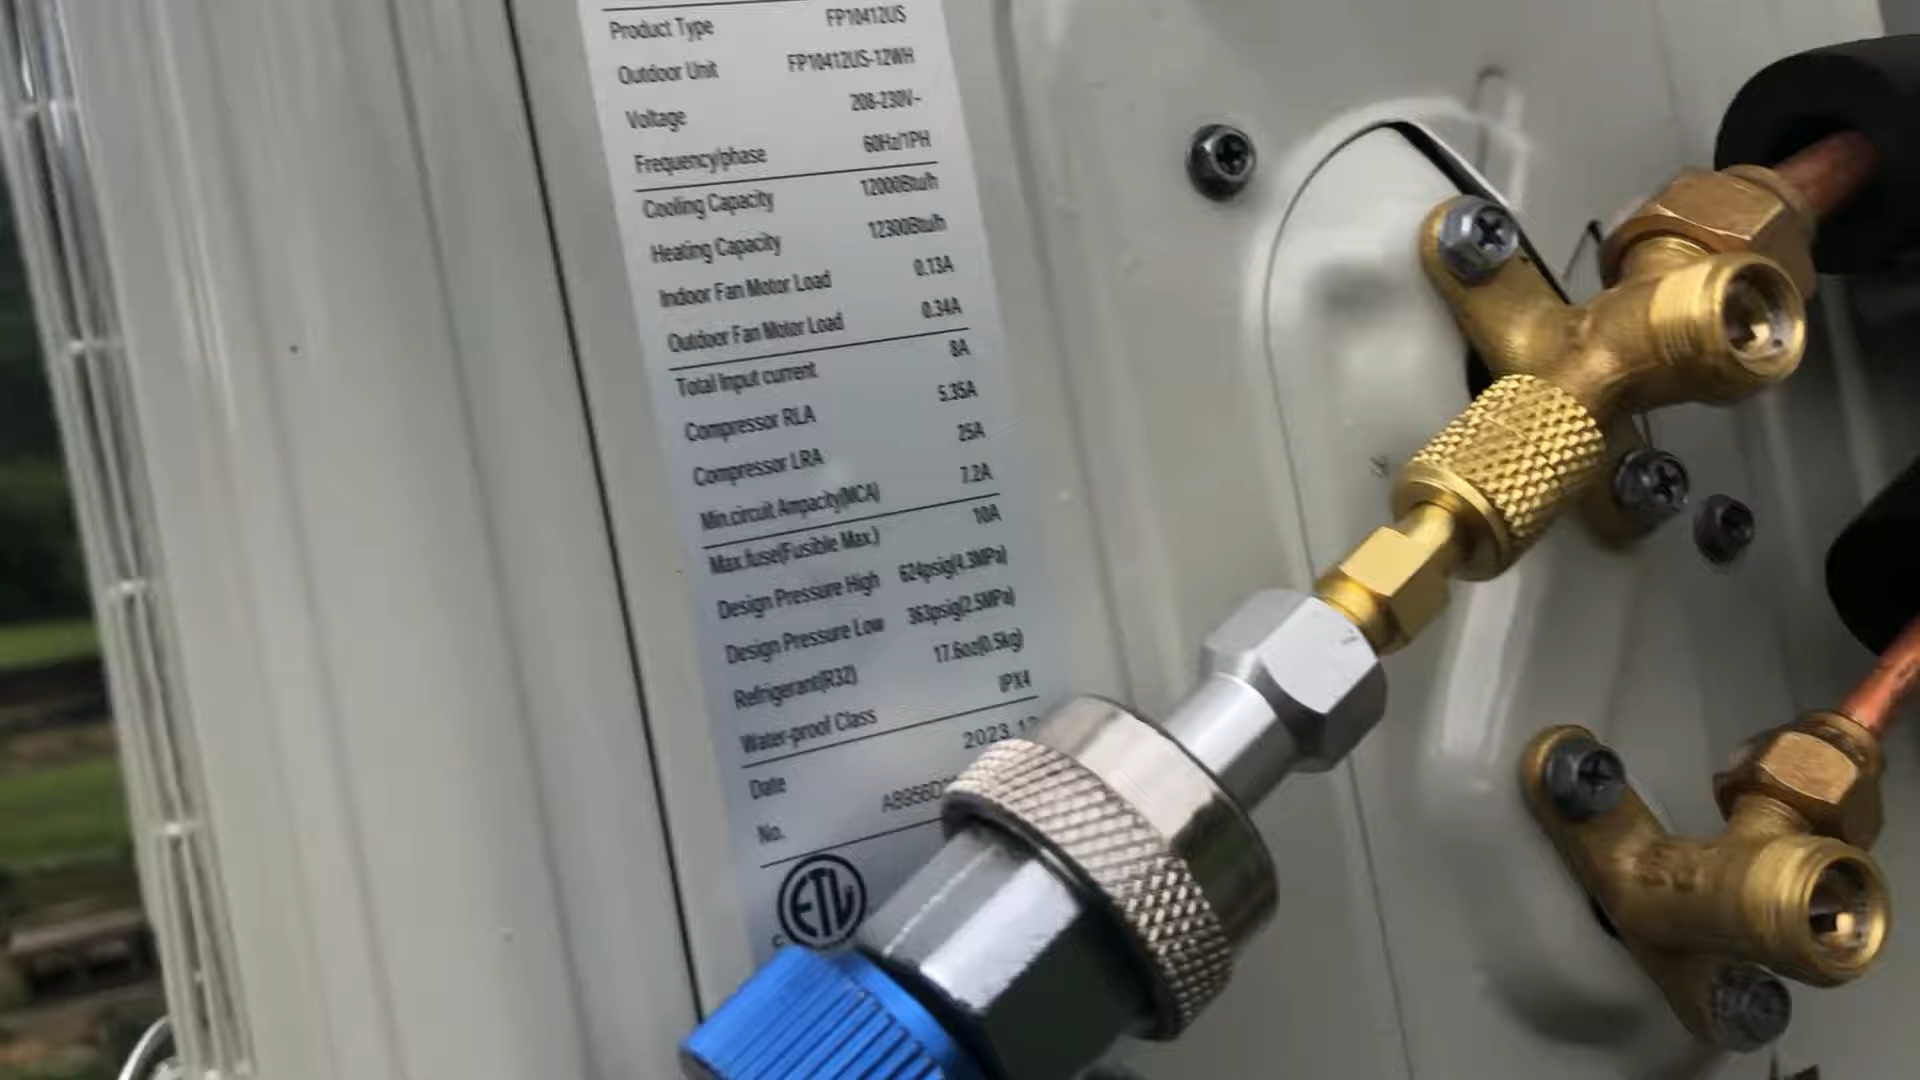 Product Type FP10412US
Outdoor Unit FP10412US-12WH
Voltage 208-230V~
Frequency/phase 60Hz/1PH
Cooling Capacity 12000Btu/h
Heating Capacity 12300Btu/h
Indoor Fan Motor Load 0.13A
Outdoor Fan Motor Load 0.34A
Total Input current 8A
Compressor RLA 5.35A
Compressor LRA 25A
Min.circuit Ampacity(MCA) 7.2A
Max.fuse(Fusible Max.) 10A
Design Pressure High 624psig(4.3MPa)
Design Pressure Low 363psig(2.5MPa)
Refrigerant(R32) 17.6oz(0.5kg)
Water-proof Class IPX4
Date 2023.12
No. A8956D
ETL
C